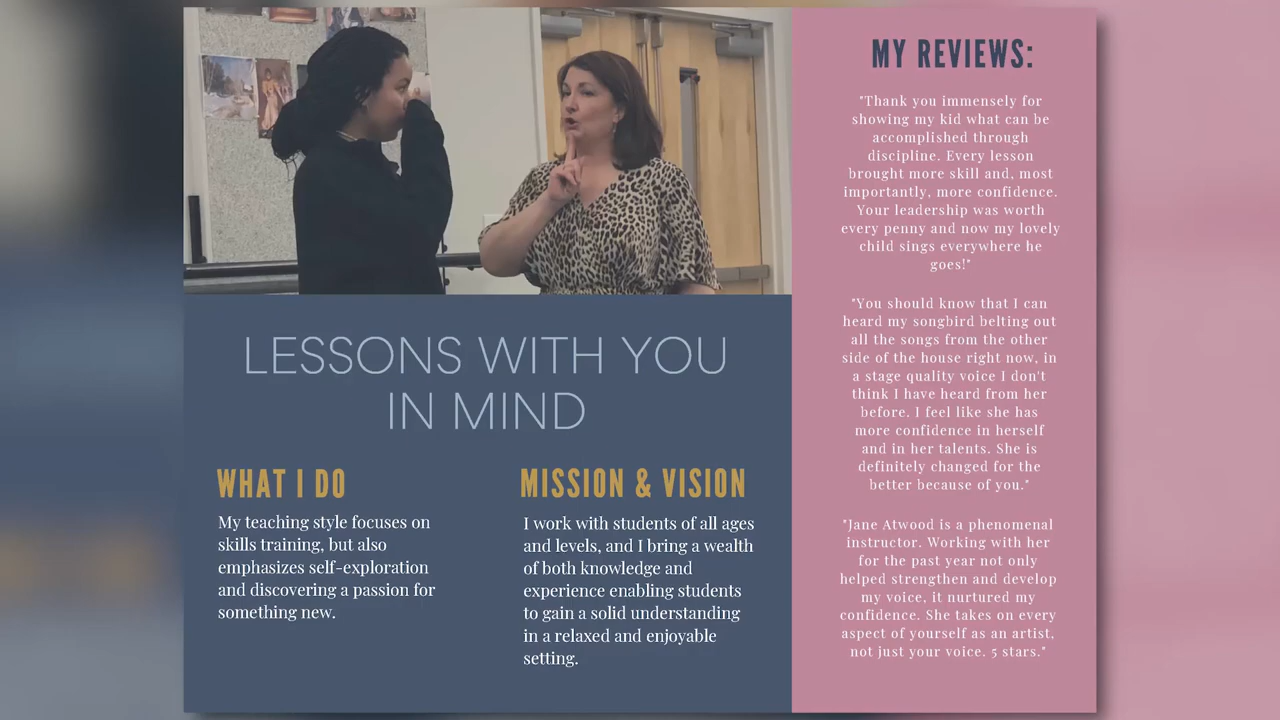 LESSONS WITH YOU
IN MIND
WHAT I DO
My teaching style focuses on
skills training, but also
emphasizes self-exploration
and discovering a passion for
something new.
MISSION & VISION
I work with students of all ages
and levels, and I bring a wealth
of both knowledge and
experience enabling students
to gain a solid understanding
in a relaxed and enjoyable
setting.
MY REVIEWS:
"Thank you immensely for
showing my kid what can be
accomplished through
discipline. Every lesson
brought more skill and, most
importantly, more confidence.
Your leadership was worth
every penny and now my lovely
child sings everywhere he
goes!"
"You should know that I can
heard my songbird belting out
all the songs from the other
side of the house right now, in
a stage quality voice I don't
think I have heard from her
before. I feel like she has
more confidence in herself
and in her talents. She is
definitely changed for the
better because of you."
"Jane Atwood is a phenomenal
instructor. Working with her
for the past year not only
helped strengthen and develop
my voice, it nurtured my
confidence. She takes on every
aspect of yourself as an artist,
not just your voice. 5 stars."